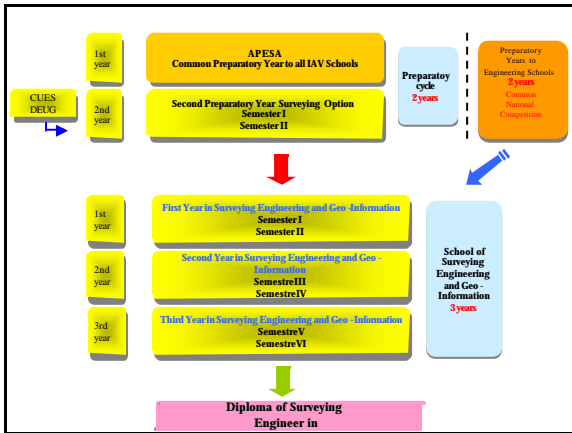 1st
year
APESA
Common Preparatory Year to all IAV Schools
Preparatoy
cycle
2 years
Preparatory
Years to
Engineering Schools
2 years
Common
National
Competition
CUES
DEUG
2nd
year
Second Preparatory Year Surveying Option
Semester I
Semester II
1st
year
First Year in Surveying Engineering and Geo -Information
Semester I
Semester II
2nd
year
Second Year in Surveying Engineering and Geo -
Information
SemestreIII
SemestreIV
3rd
year
Third Year in Surveying Engineering and Geo -Information
SemestreV
SemestreVI
School of
Surveying
Engineering
and Geo -
Information
3 years
Diploma of Surveying
Engineer in